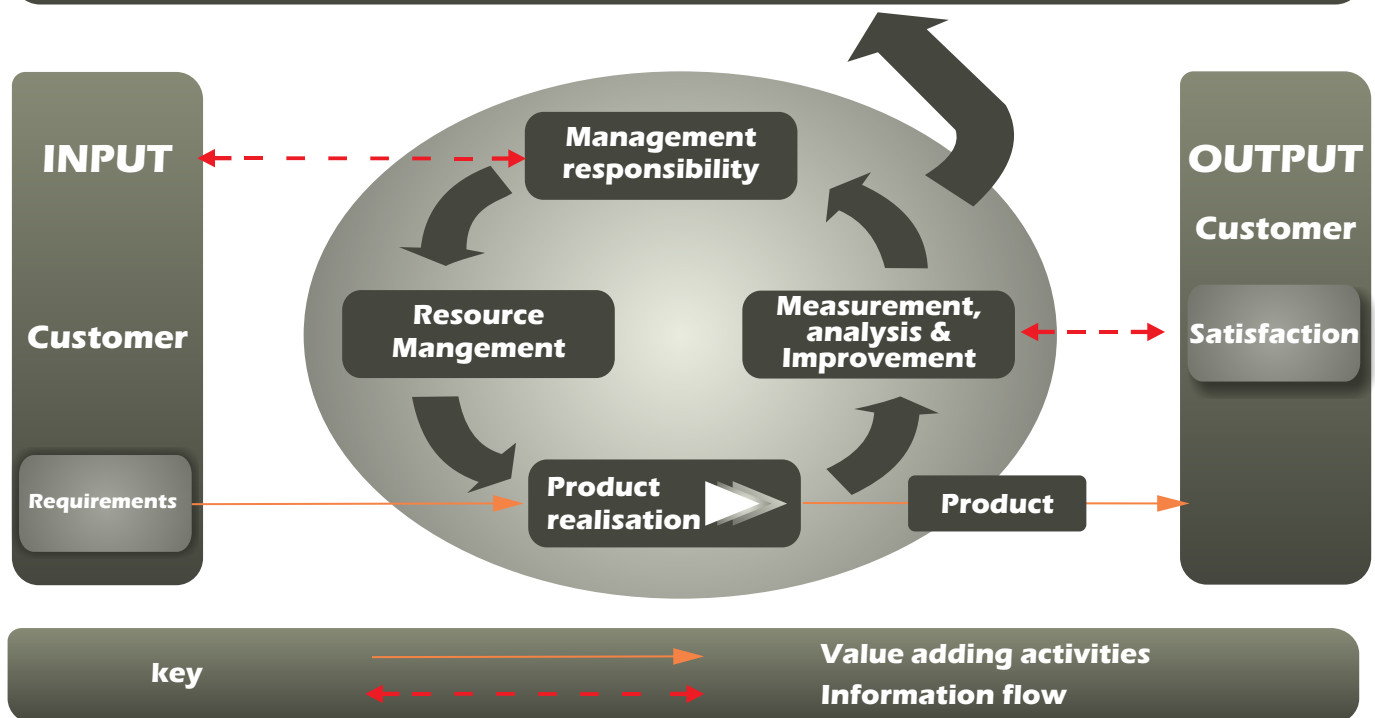 INPUT
Customer
Requirements
Management
responsibility
Resource
Mangement
Measurement,
analysis &
Improvement
Product
realisation
Product
OUTPUT
Customer
Satisfaction
key
Value adding activities
Information flow